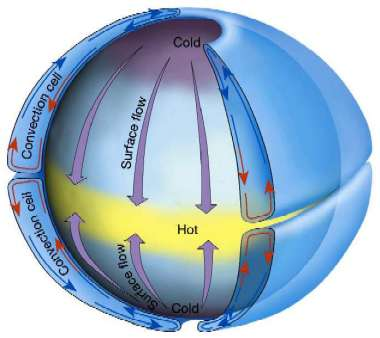 Cold
Convection cell
Surface flow
Hot
Convection cell
Surface flow
Cold